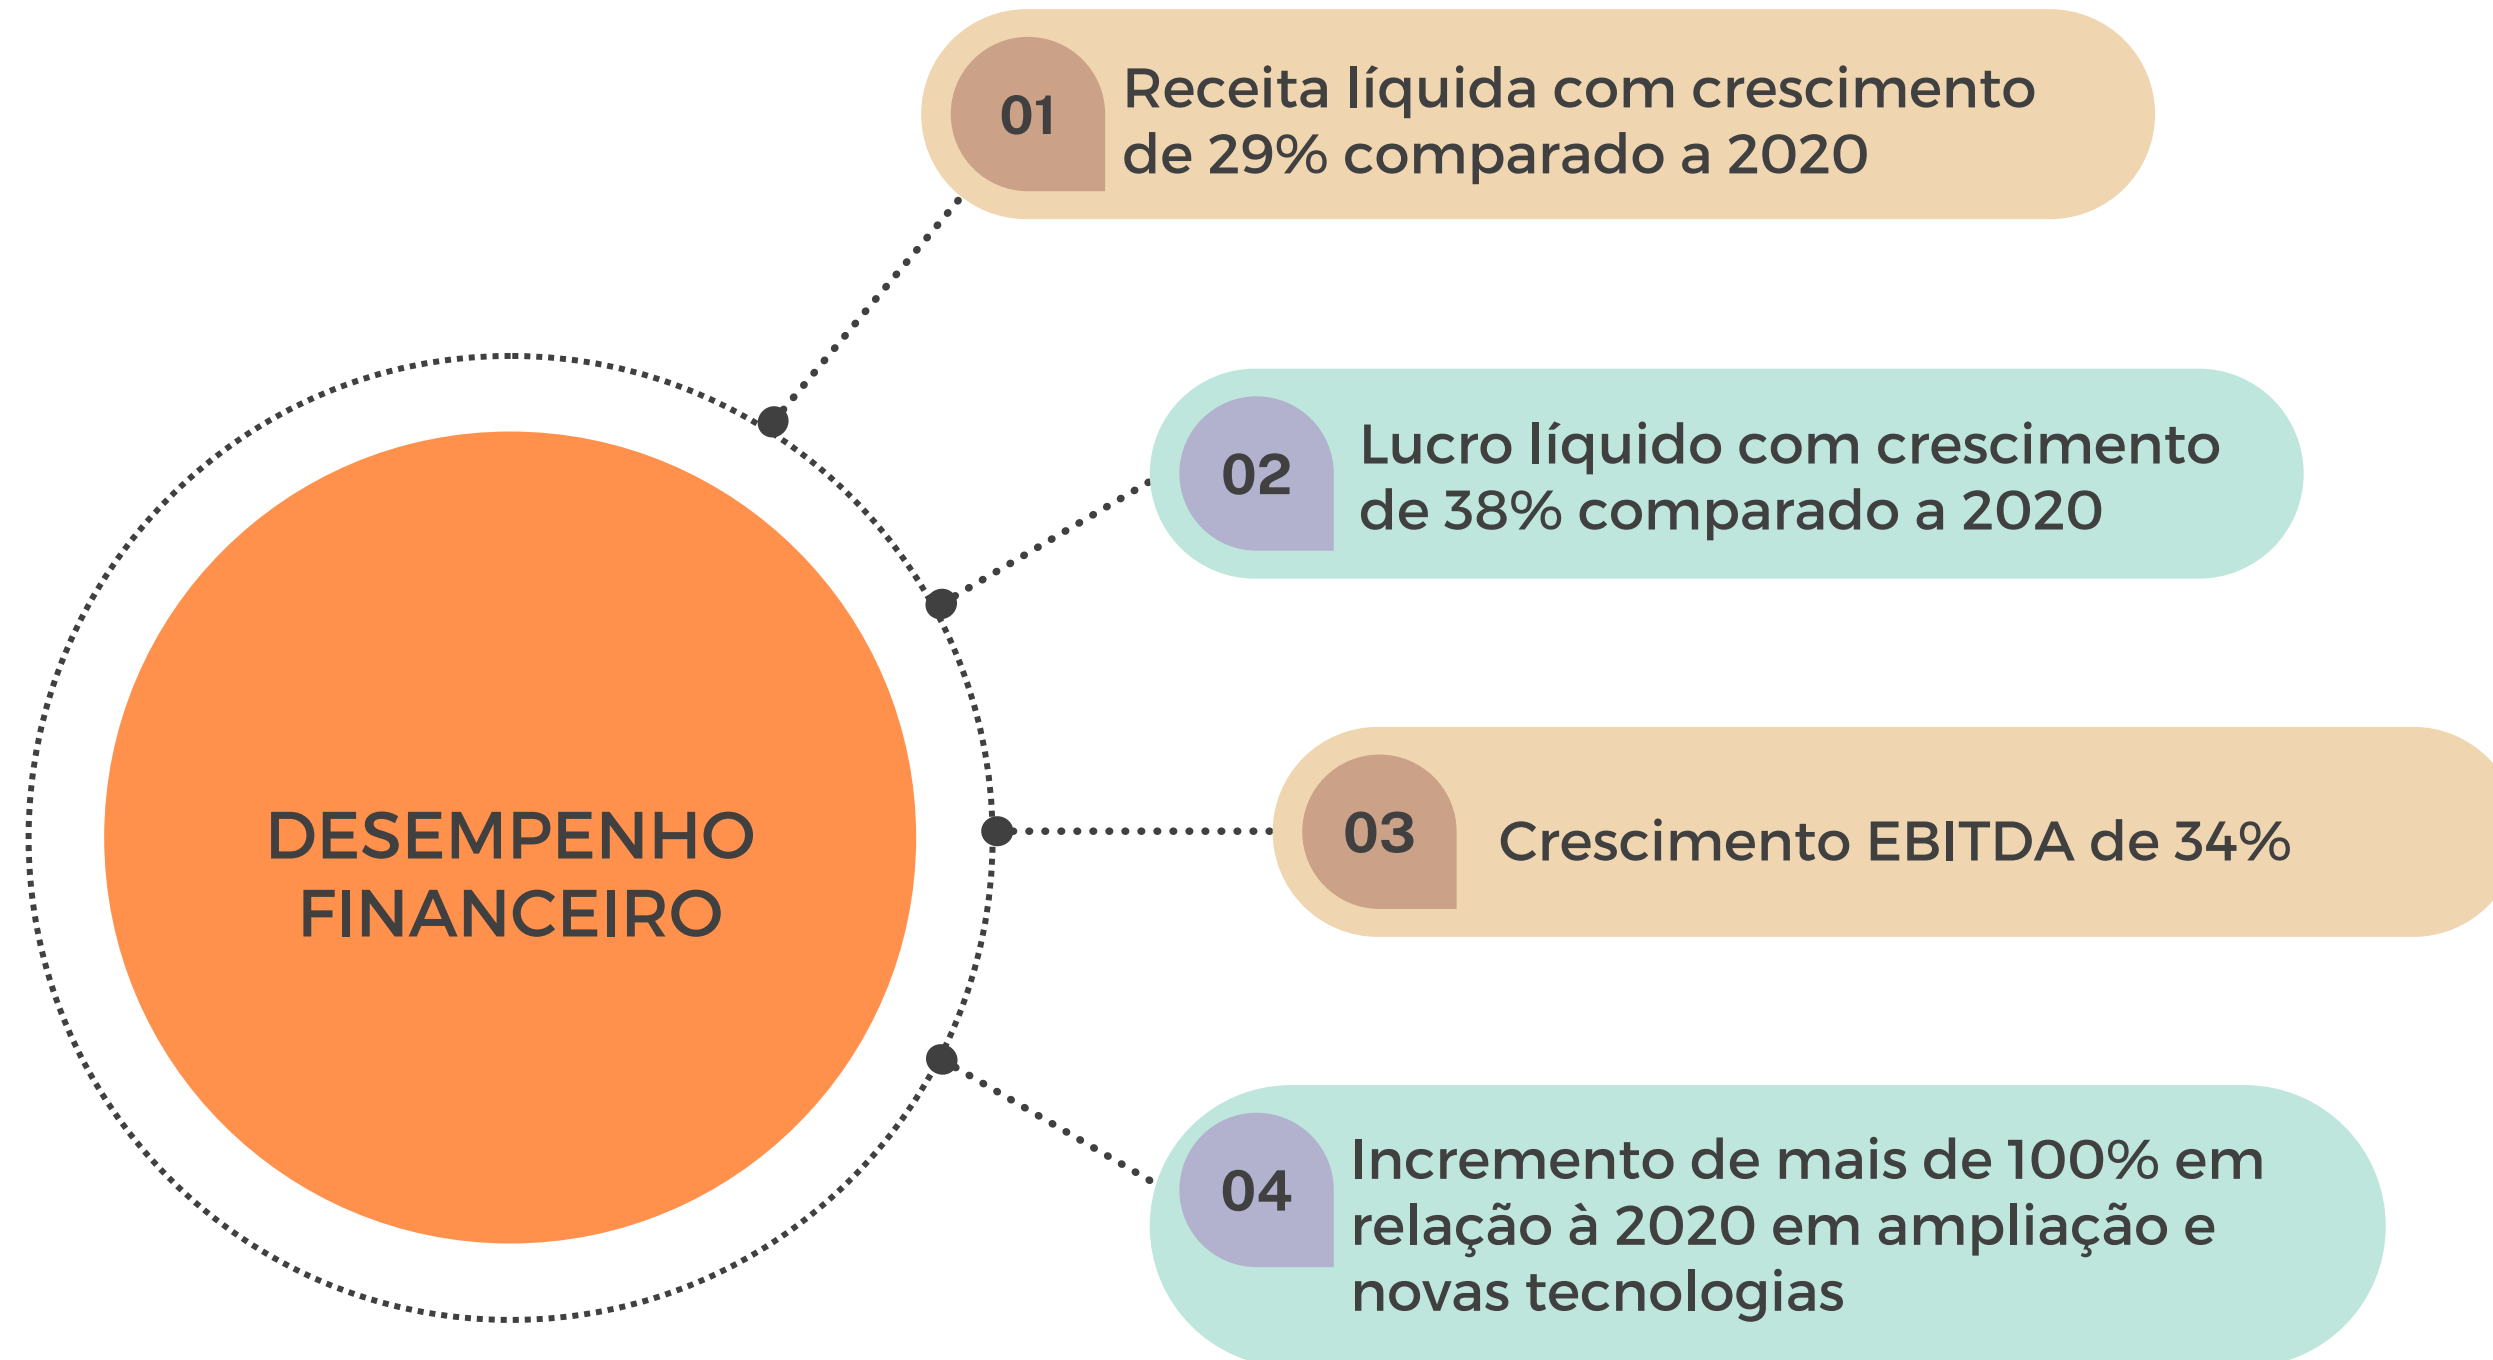 DESEMPENHO
FINANCEIRO
01
Receita líquida com crescimento
de 29% comparado a 2020
02
Lucro líquido com crescimento
de 38% comparado a 2020
03
Crescimento EBITDA de 34%
04
Incremento de mais de 100% em
relação à 2020 em ampliação e
novas tecnologias